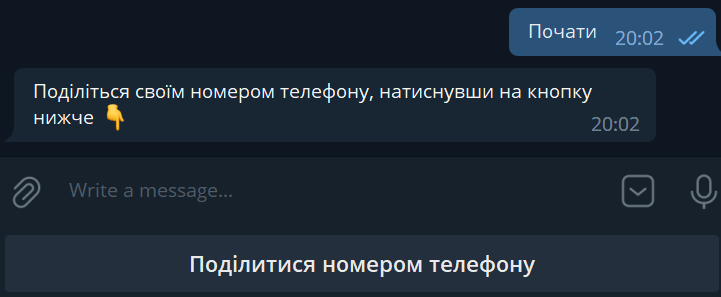 Почати
20:02
Поділіться своїм номером телефону, натиснувши на кнопку
нижче 👇
20:02
Write a message...
Поділитися номером телефону